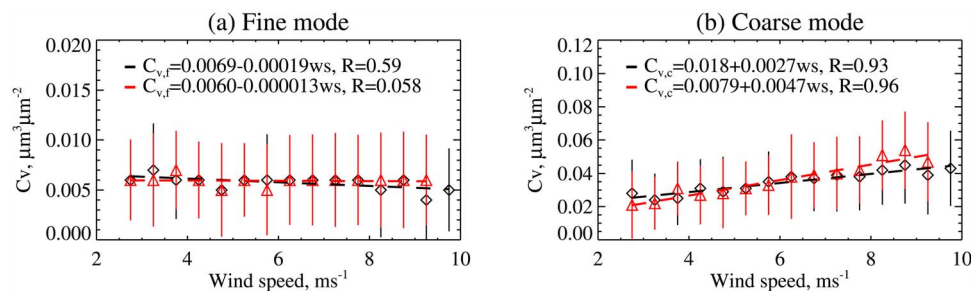 (a) Fine mode
(b) Coarse mode
0.020
0.015
0.010
0.005
0.000
Cv, μm³μm⁻²
C_v,f=0.0069-0.00019ws, R=0.59
C_v,f=0.0060-0.000013ws, R=0.058
2 4 6 8 10
Wind speed, ms⁻¹
0.12
0.10
0.08
0.06
0.04
0.02
0.00
Cv, μm³μm⁻²
C_v,c=0.018+0.0027ws, R=0.93
C_v,c=0.0079+0.0047ws, R=0.96
2 4 6 8 10
Wind speed, ms⁻¹